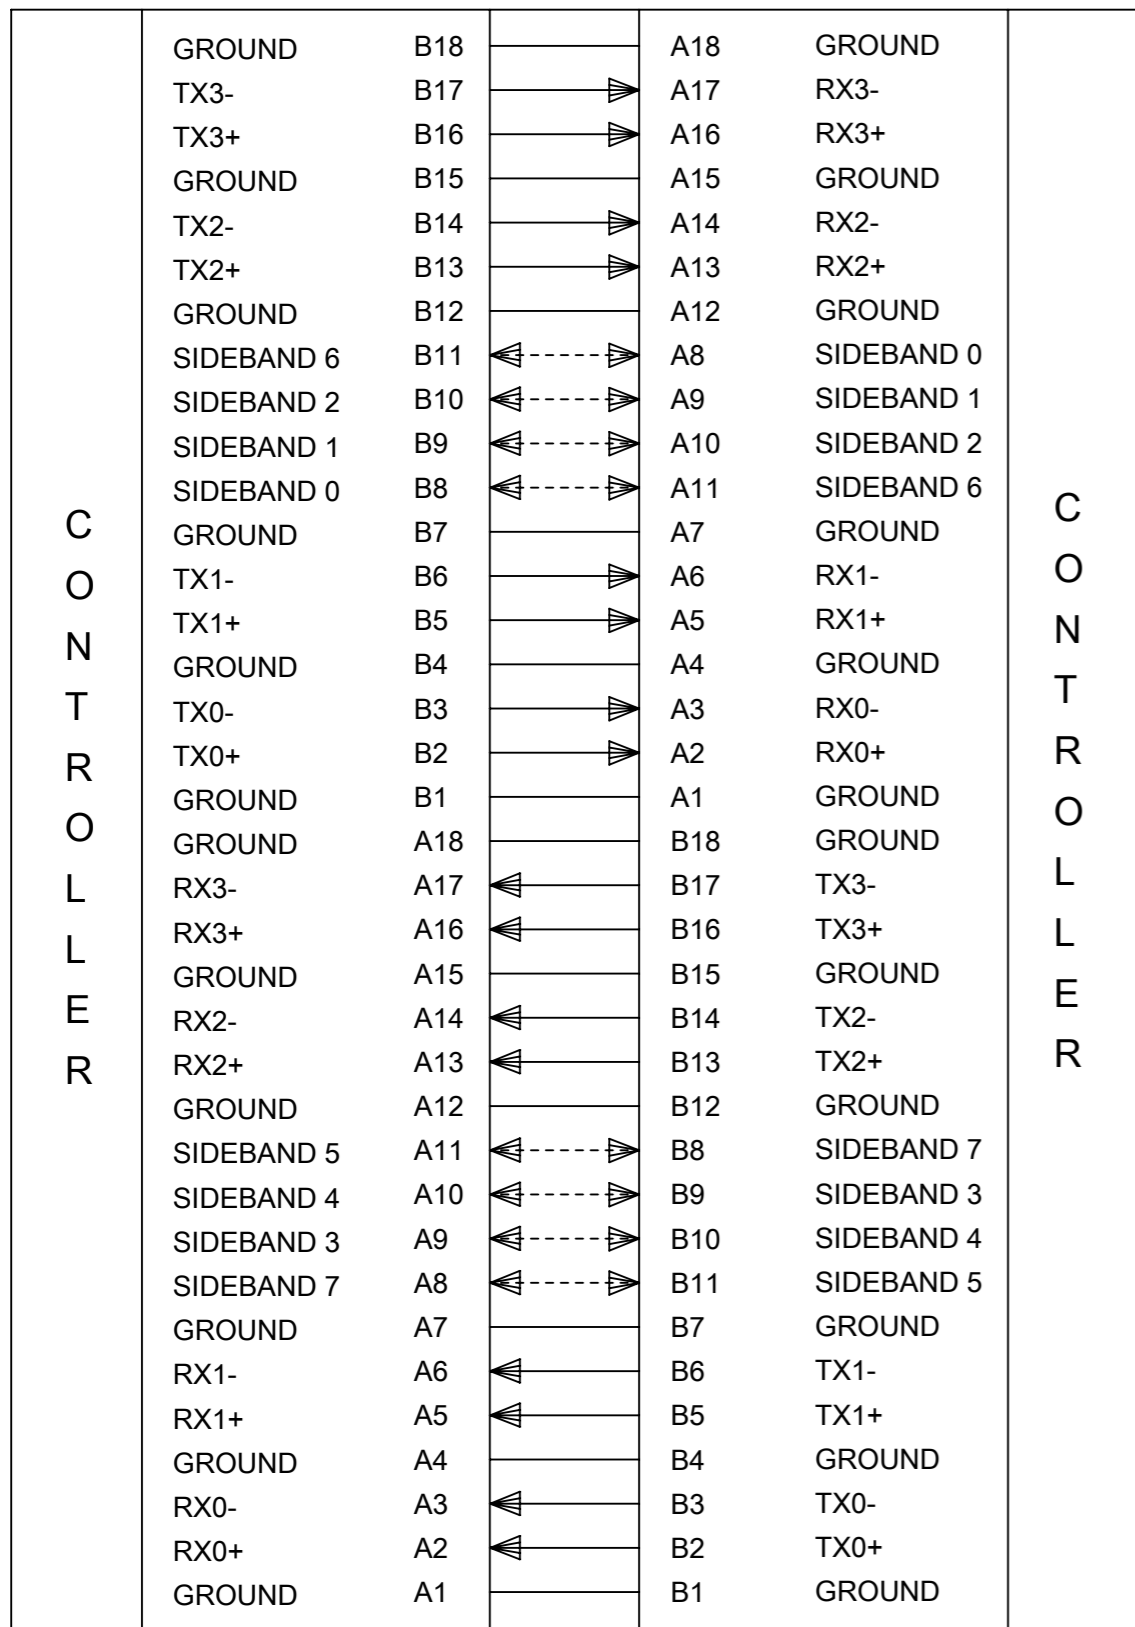 GROUND B18 A18 GROUND
TX3- B17 A17 RX3-
TX3+ B16 A16 RX3+
GROUND B15 A15 GROUND
TX2- B14 A14 RX2-
TX2+ B13 A13 RX2+
GROUND B12 A12 GROUND
SIDEBAND 6 B11 A8 SIDEBAND 0
SIDEBAND 2 B10 A9 SIDEBAND 1
SIDEBAND 1 B9 A10 SIDEBAND 2
SIDEBAND 0 B8 A11 SIDEBAND 6
GROUND B7 A7 GROUND
TX1- B6 A6 RX1-
TX1+ B5 A5 RX1+
GROUND B4 A4 GROUND
TX0- B3 A3 RX0-
TX0+ B2 A2 RX0+
GROUND B1 A1 GROUND
GROUND A18 B18 GROUND
RX3- A17 B17 TX3-
RX3+ A16 B16 TX3+
GROUND A15 B15 GROUND
RX2- A14 B14 TX2-
RX2+ A13 B13 TX2+
GROUND A12 B12 GROUND
SIDEBAND 5 A11 B8 SIDEBAND 7
SIDEBAND 4 A10 B9 SIDEBAND 3
SIDEBAND 3 A9 B10 SIDEBAND 4
SIDEBAND 7 A8 B11 SIDEBAND 5
GROUND A7 B7 GROUND
RX1- A6 B6 TX1-
RX1+ A5 B5 TX1+
GROUND A4 B4 GROUND
RX0- A3 B3 TX0-
RX0+ A2 B2 TX0+
GROUND A1 B1 GROUND
CONTROLLER
CONTROLLER